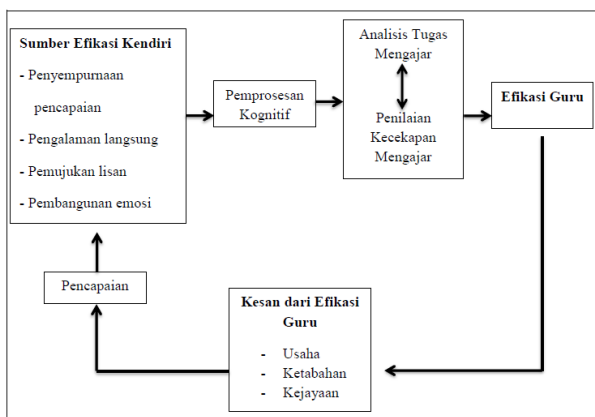 Sumber Efikasi Kendiri
- Penyempurnaan
pencapaian
- Pengalaman langsung
- Pemujukan lisan
- Pembangunan emosi
Pemprosesan
Kognitif
Analisis Tugas
Mengajar
Penilaian
Kecekapan
Mengajar
Efikasi Guru
Kesan dari Efikasi
Guru
- Usaha
- Ketabahan
- Kejayaan
Pencapaian